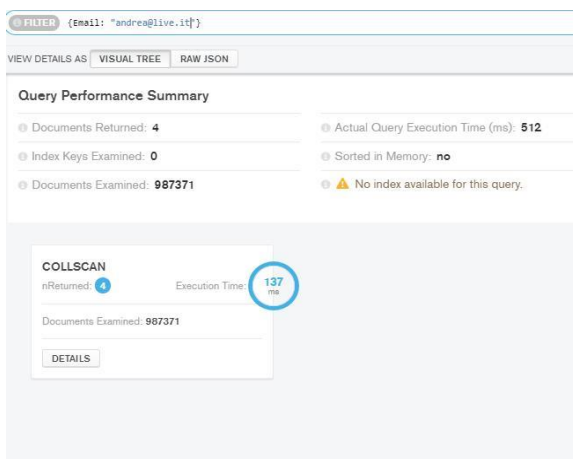 FILTER {Email: "andrea@live.it"}
VIEW DETAILS AS VISUAL TREE RAW JSON
Query Performance Summary
Documents Returned: 4
Actual Query Execution Time (ms): 512
Index Keys Examined: 0
Sorted in Memory: no
Documents Examined: 987371
No index available for this query.
COLLSCAN
nReturned: 4 Execution Time: 137 ms
Documents Examined: 987371
DETAILS